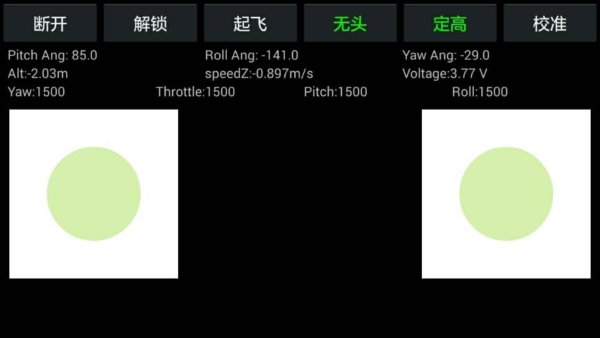 断开 解锁 起飞 无头 定高 校准
Pitch Ang: 85.0 Roll Ang: -141.0 Yaw Ang: -29.0
Alt:-2.03m speedZ:-0.897m/s Voltage:3.77 V
Yaw:1500 Throttle:1500 Pitch:1500 Roll:1500